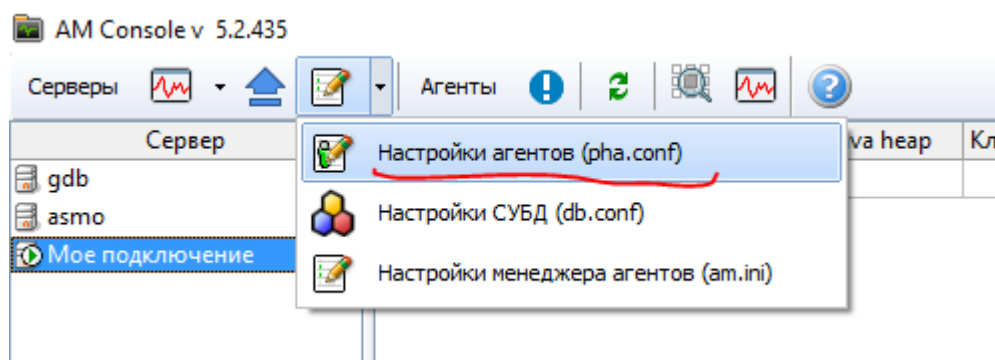 AM Console v 5.2.435
Серверы Агенты
Сервер va heap Кл
Настройки агентов (pha.conf)
gdb
Настройки СУБД (db.conf)
asmo
Мое подключение
Настройки менеджера агентов (am.ini)